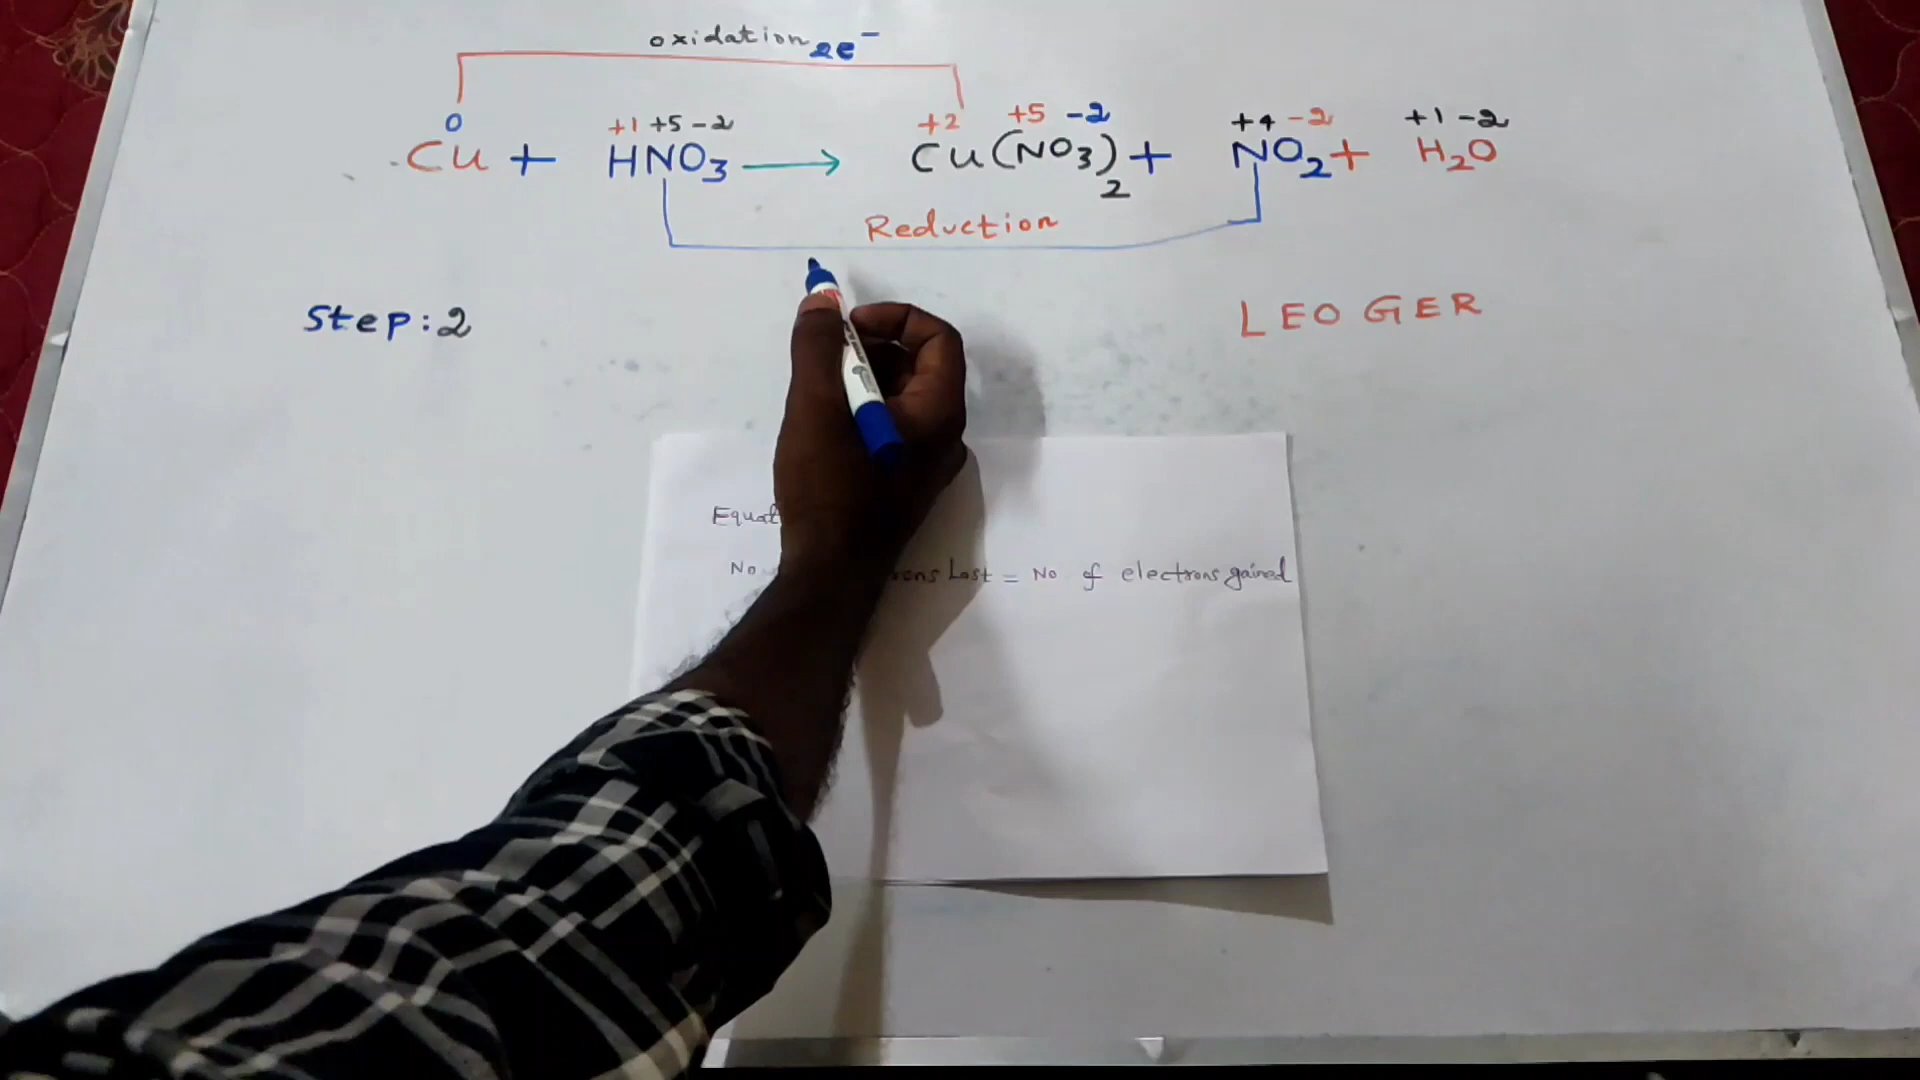 oxidation 2e⁻
0 +1 +5 -2 +2 +5 -2 +4 -2 +1 -2
Cu + HNO₃ ⟶ Cu(NO₃)₂ + NO₂ + H₂O
Reduction
Step:2
LEO GER
No Lost = No of electrons gained